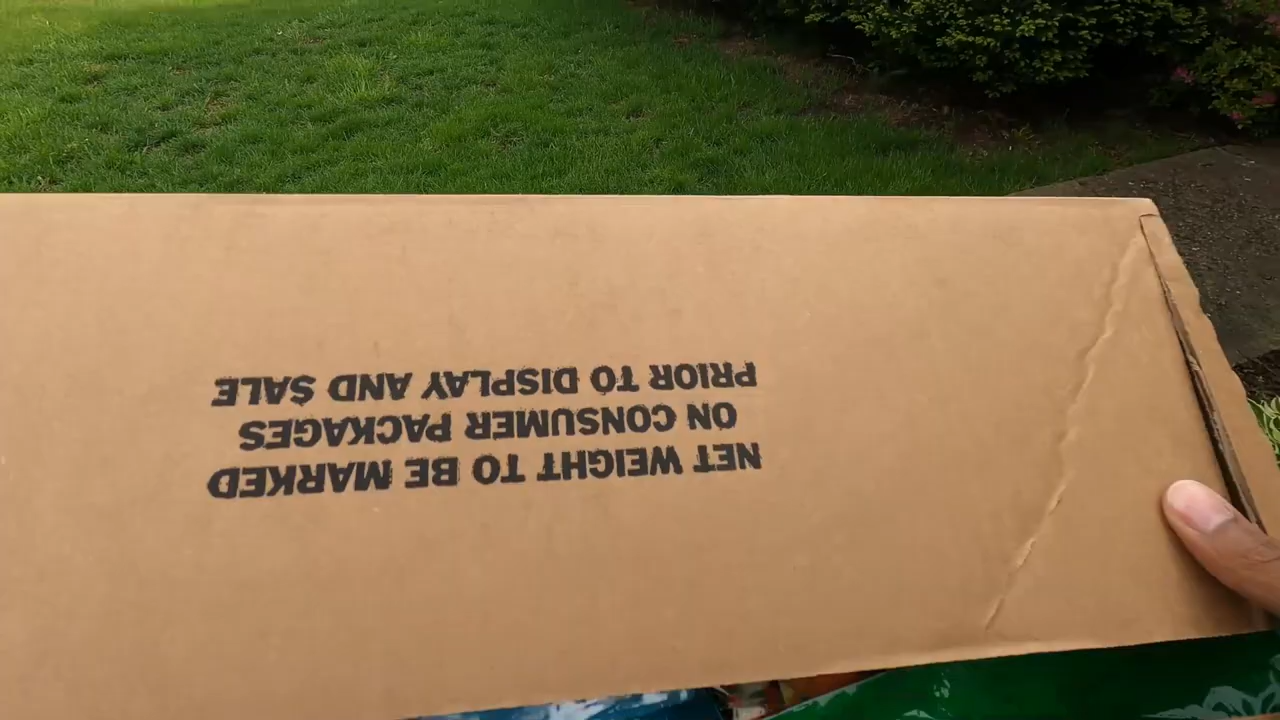 NET WEIGHT TO BE MARKED
ON CONSUMER PACKAGES
PRIOR TO DISPLAY AND SALE